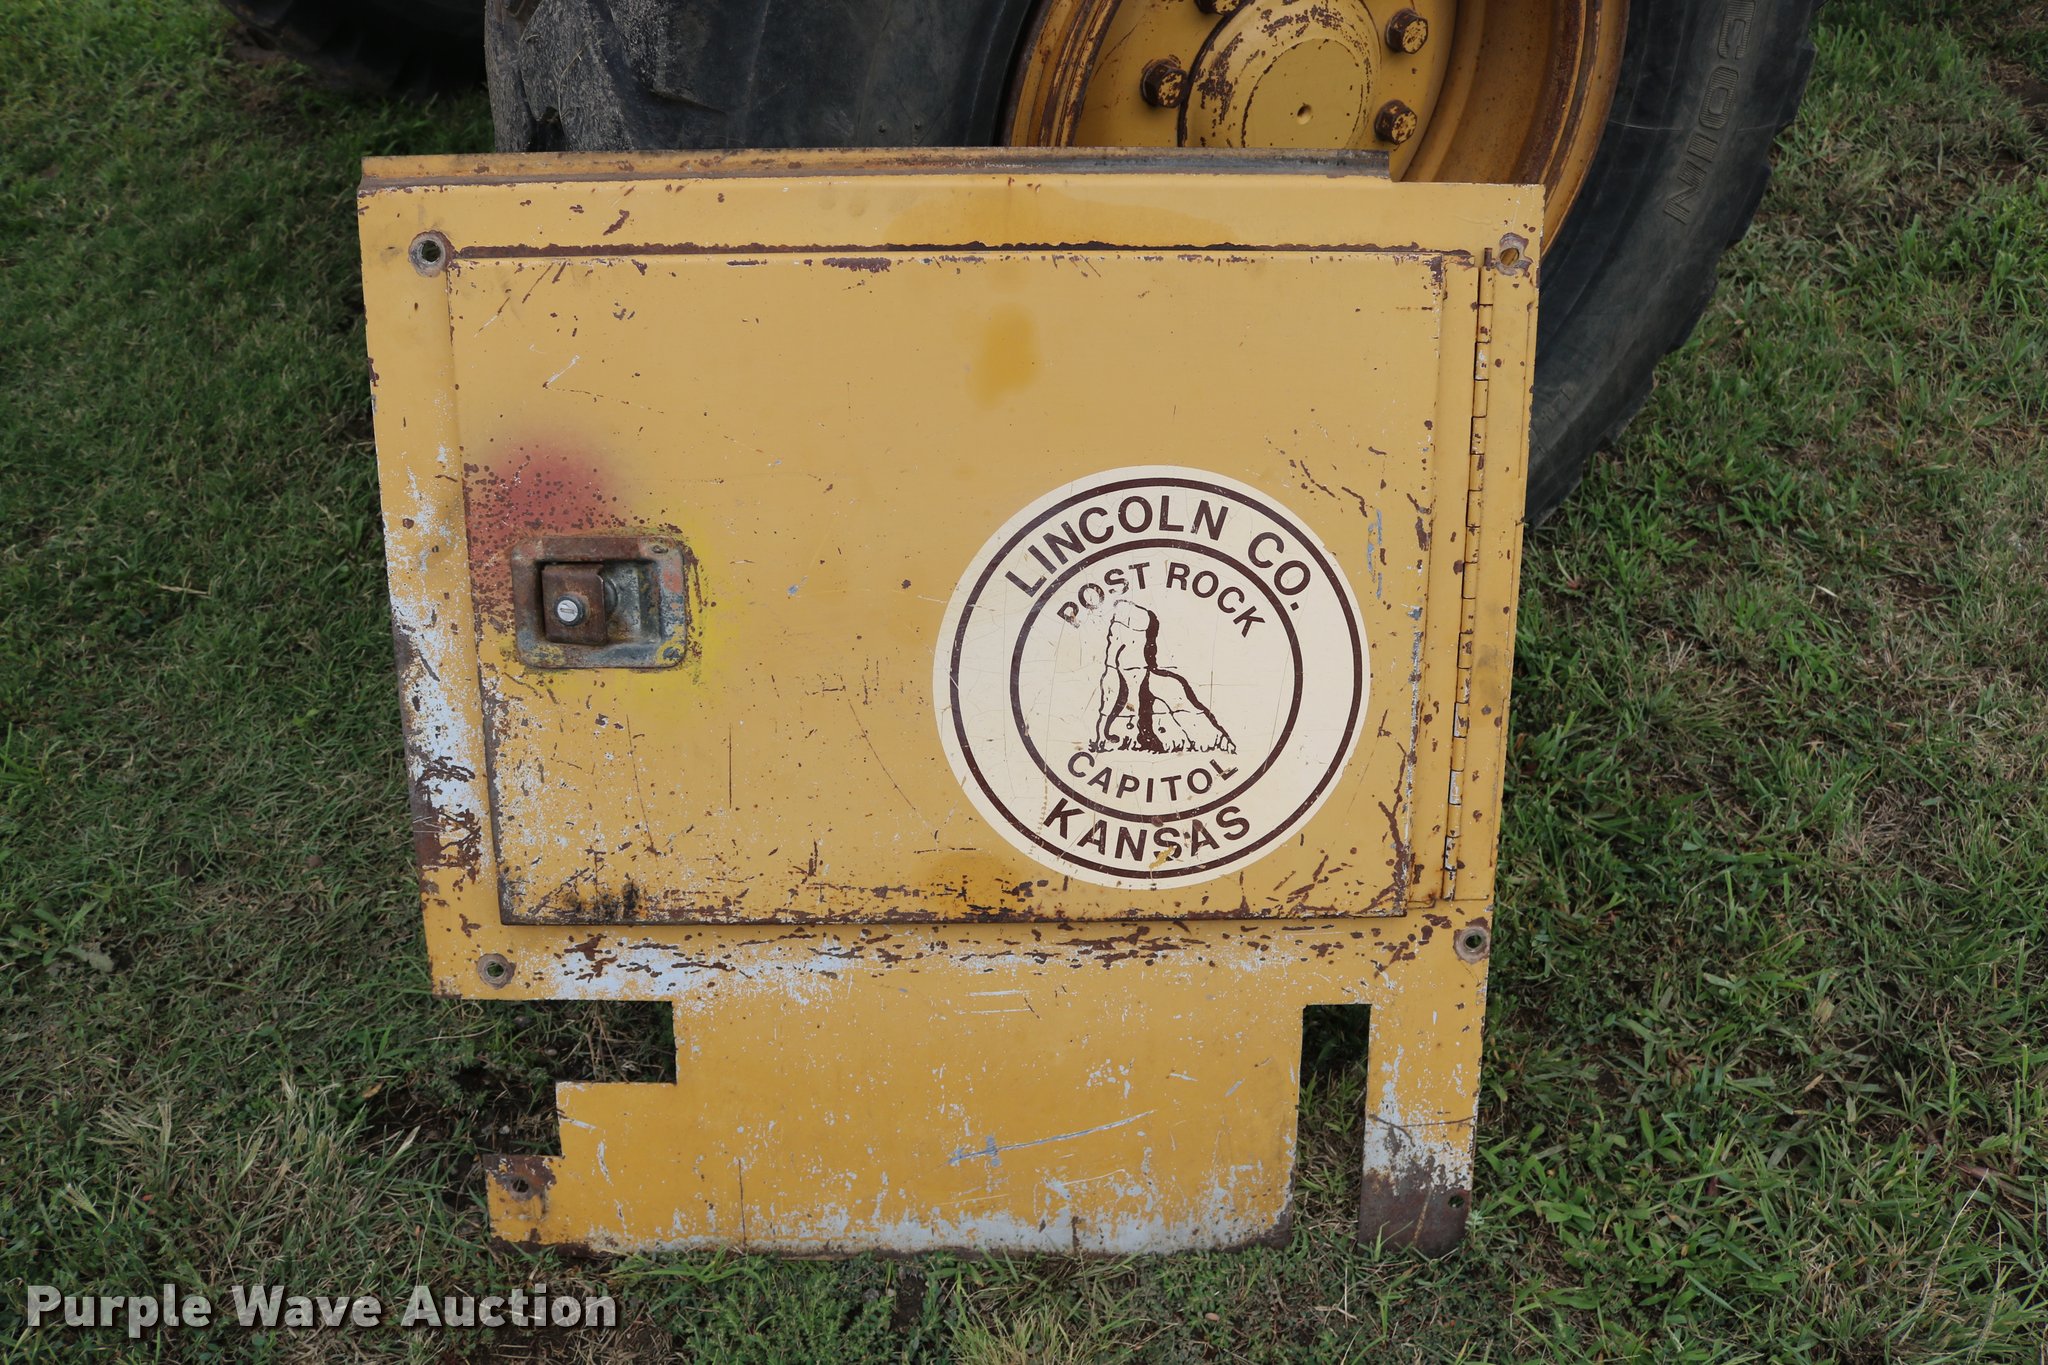 LINCOLN CO.
POST ROCK
CAPITOL
KANSAS
Purple Wave Auction